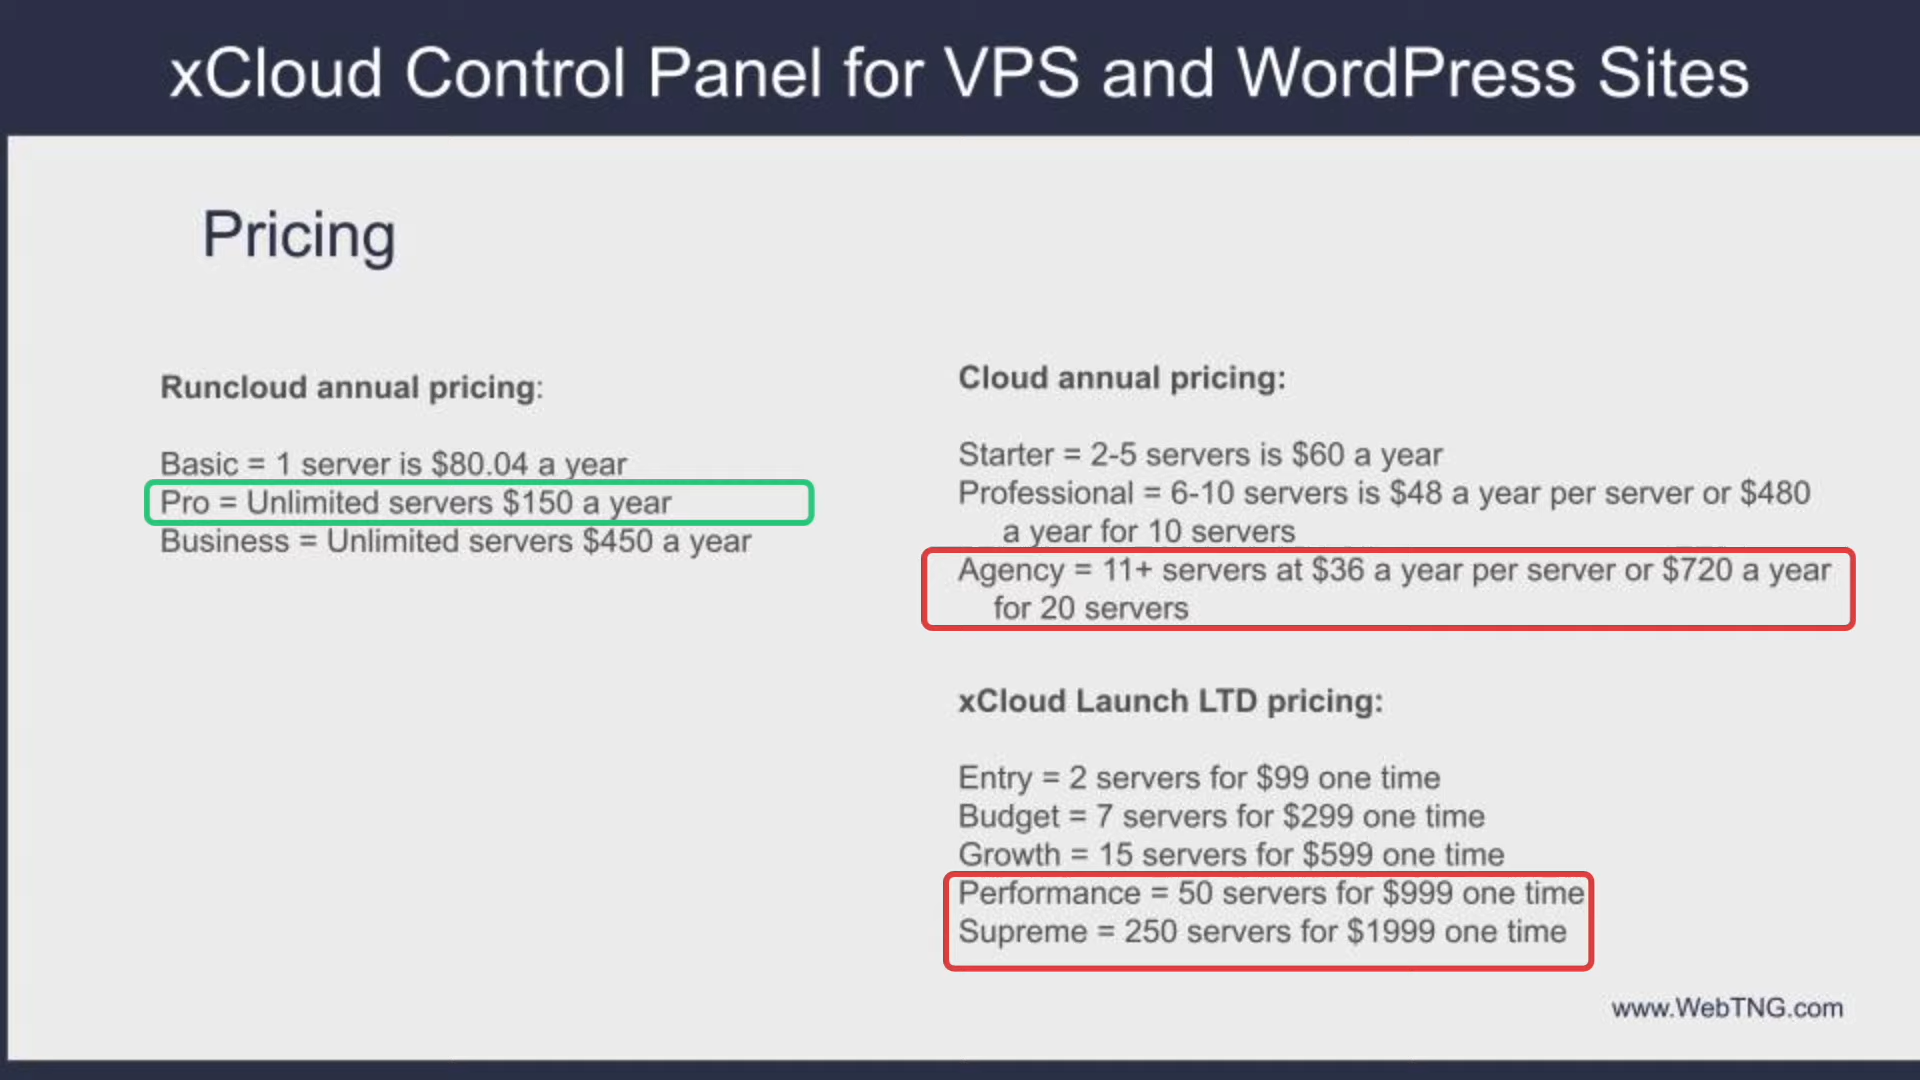 xCloud Control Panel for VPS and WordPress Sites
Pricing
Runcloud annual pricing:
Basic = 1 server is $80.04 a year
Pro = Unlimited servers $150 a year
Business = Unlimited servers $450 a year
Cloud annual pricing:
Starter = 2-5 servers is $60 a year
Professional = 6-10 servers is $48 a year per server or $480
a year for 10 servers
Agency = 11+ servers at $36 a year per server or $720 a year
for 20 servers
xCloud Launch LTD pricing:
Entry = 2 servers for $99 one time
Budget = 7 servers for $299 one time
Growth = 15 servers for $599 one time
Performance = 50 servers for $999 one time
Supreme = 250 servers for $1999 one time
www.WebTNG.com